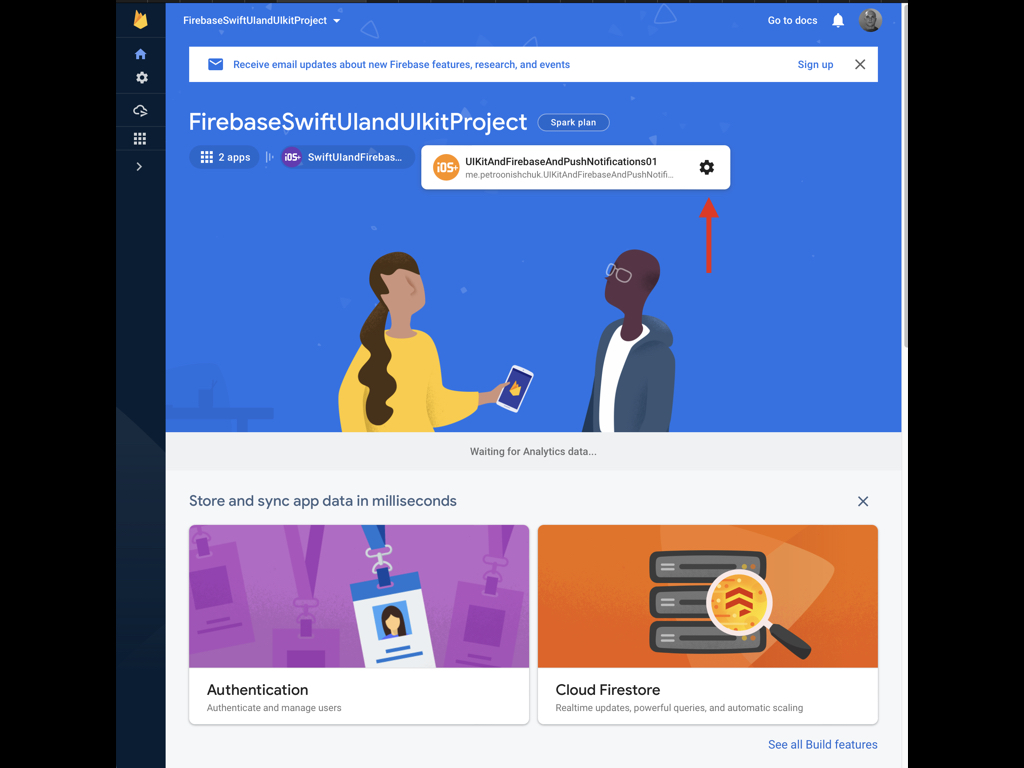 FirebaseSwiftUIandUIkitProject
Go to docs
Receive email updates about new Firebase features, research, and events
Sign up
FirebaseSwiftUIandUIkitProject
Spark plan
2 apps
iOS+
SwiftUIandFirebas...
iOS+
UIKitAndFirebaseAndPushNotifications01
me.petroonishchuk.UIKitAndFirebaseAndPushNotifi...
Waiting for Analytics data...
Store and sync app data in milliseconds
Authentication
Authenticate and manage users
Cloud Firestore
Realtime updates, powerful queries, and automatic scaling
See all Build features